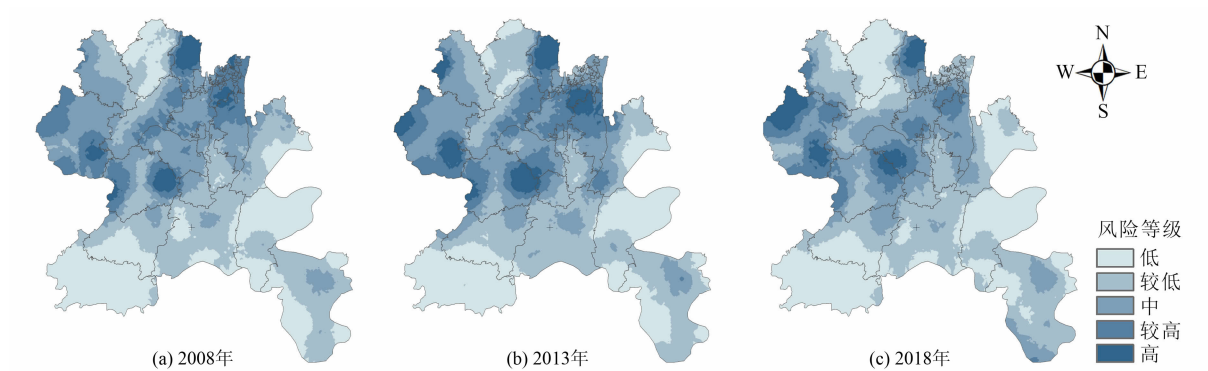 N
W E
S
风险等级
低
较低
中
较高
高
(a) 2008年
(b) 2013年
(c) 2018年